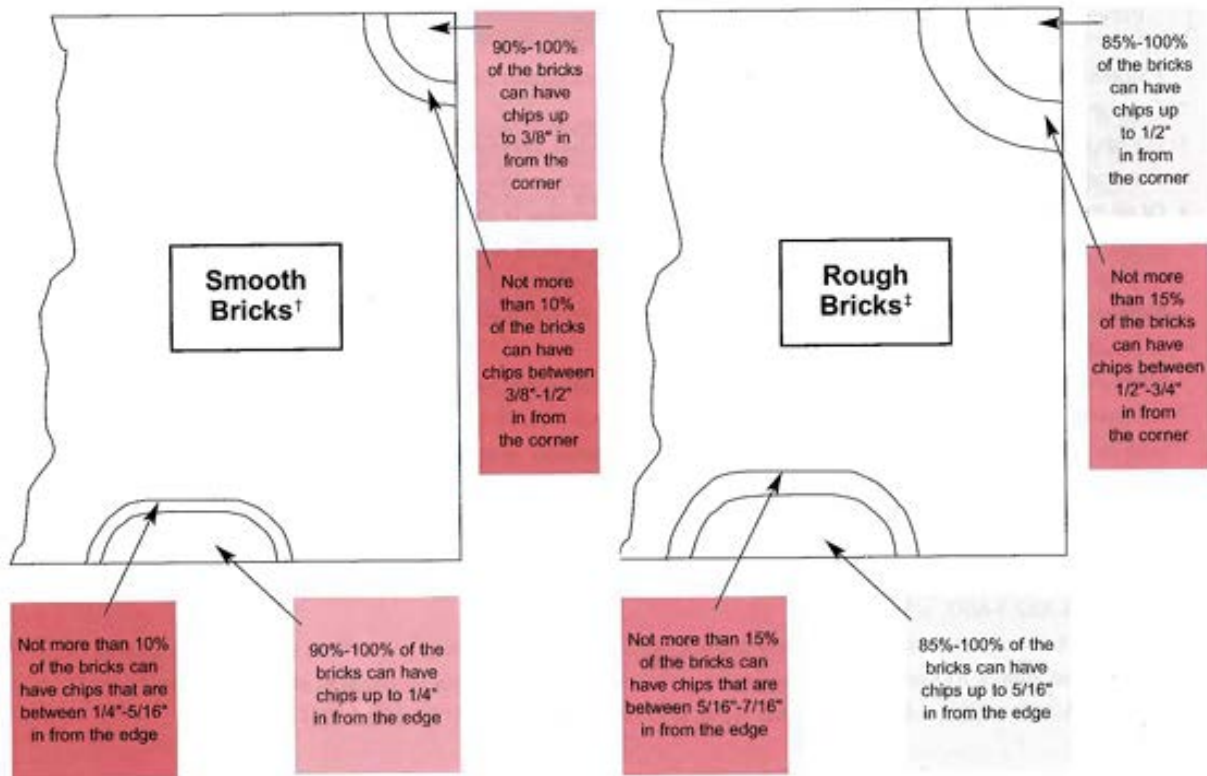 90%-100%
of the bricks
can have
chips up
to 3/8" in
from the
corner
Smooth
Bricks†
Not more
than 10%
of the bricks
can have
chips between
3/8"-1/2"
in from
the corner
Not more than 10%
of the bricks can
have chips that are
between 1/4"-5/16"
in from the edge
90%-100% of the
bricks can have
chips up to 1/4"
in from the edge
85%-100%
of the bricks
can have
chips up
to 1/2"
in from
the corner
Rough
Bricks‡
Not more
than 15%
of the bricks
can have
chips between
1/2"-3/4"
in from
the corner
Not more than 15%
of the bricks can
have chips that are
between 5/16"-7/16"
in from the edge
85%-100% of the
bricks can have
chips up to 5/16"
in from the edge